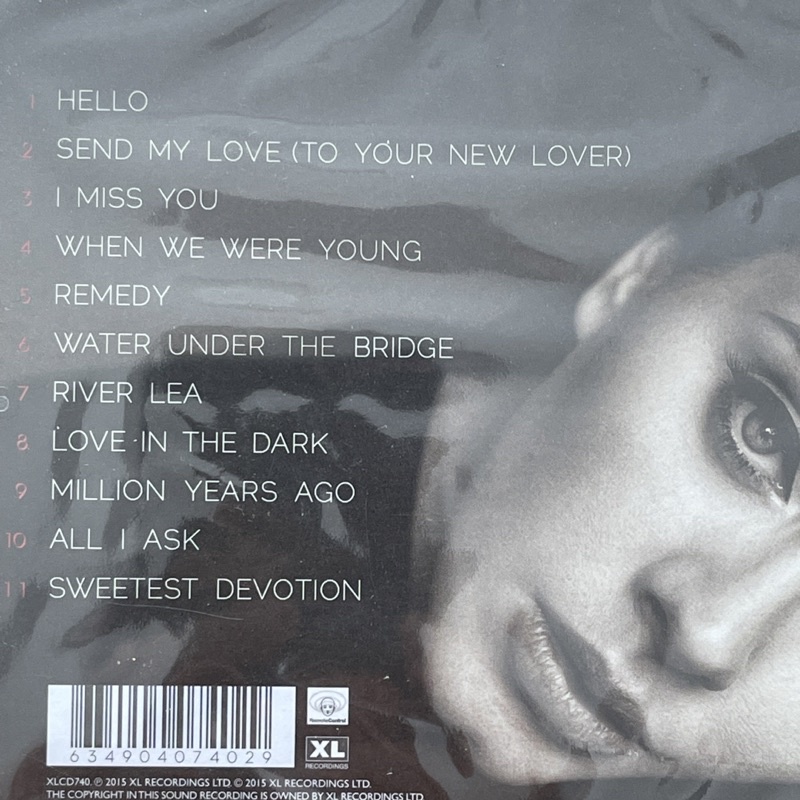 1 HELLO
2 SEND MY LOVE (TO YOUR NEW LOVER)
3 I MISS YOU
4 WHEN WE WERE YOUNG
5 REMEDY
6 WATER UNDER THE BRIDGE
7 RIVER LEA
8 LOVE IN THE DARK
9 MILLION YEARS AGO
10 ALL I ASK
11 SWEETEST DEVOTION
634904074029
RemoteControl
XL
RECORDINGS
XLCD740. ℗ 2015 XL RECORDINGS LTD. © 2015 XL RECORDINGS LTD.
THE COPYRIGHT IN THIS SOUND RECORDING IS OWNED BY XL RECORDINGS LTD